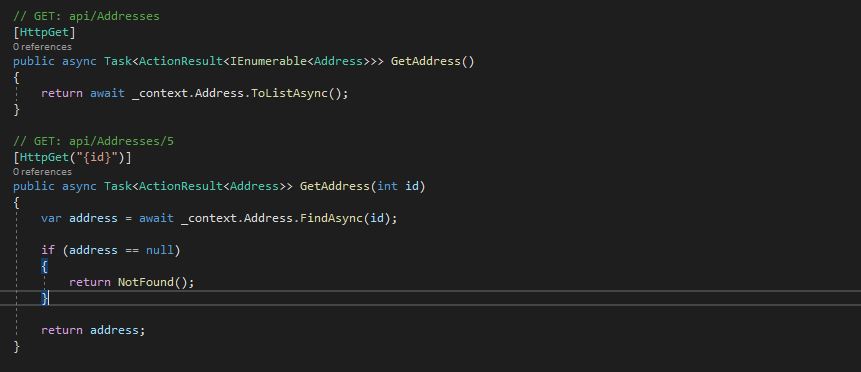 // GET: api/Addresses
[HttpGet]
0 references
public async Task<ActionResult<IEnumerable<Address>>> GetAddress()
{
return await _context.Address.ToListAsync();
}
// GET: api/Addresses/5
[HttpGet("{id}")]
0 references
public async Task<ActionResult<Address>> GetAddress(int id)
{
var address = await _context.Address.FindAsync(id);
if (address == null)
{
return NotFound();
}
return address;
}